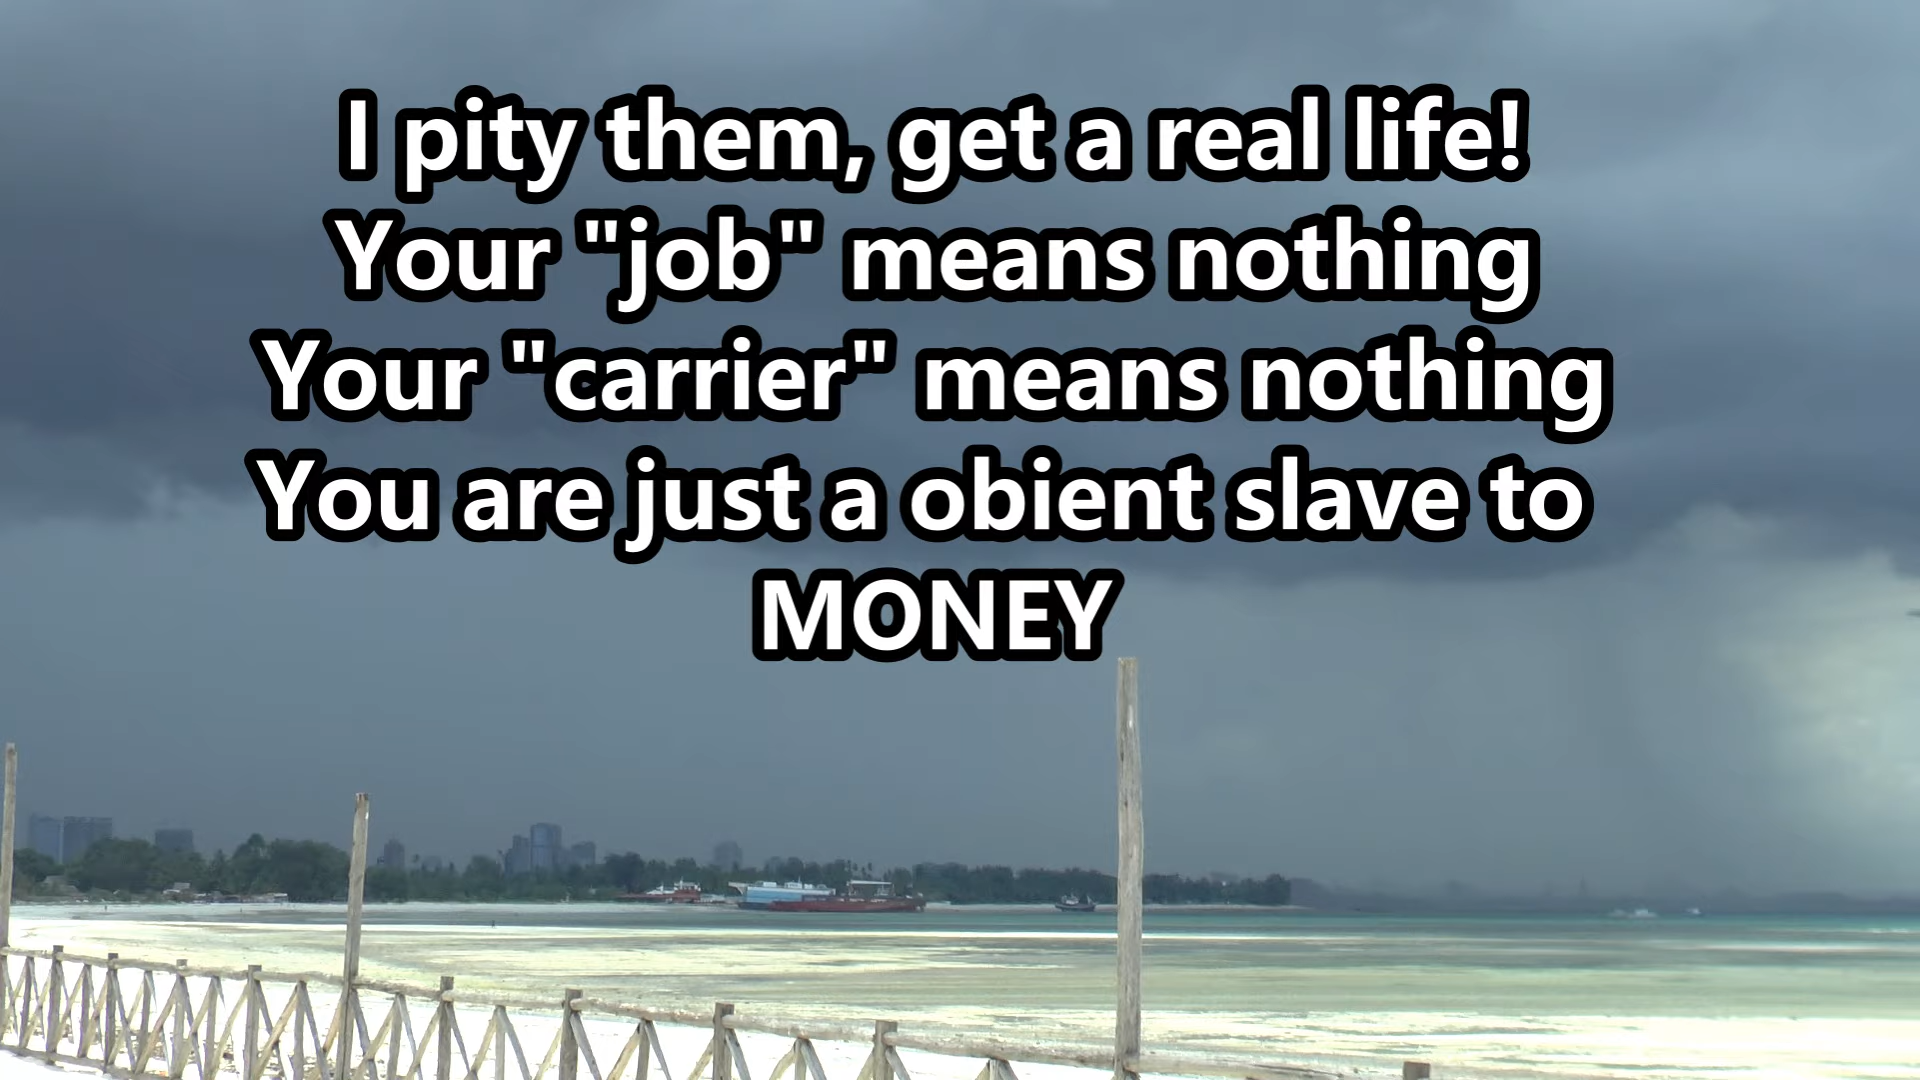 I pity them, get a real life!
Your "job" means nothing
Your "carrier" means nothing
You are just a obient slave to
MONEY